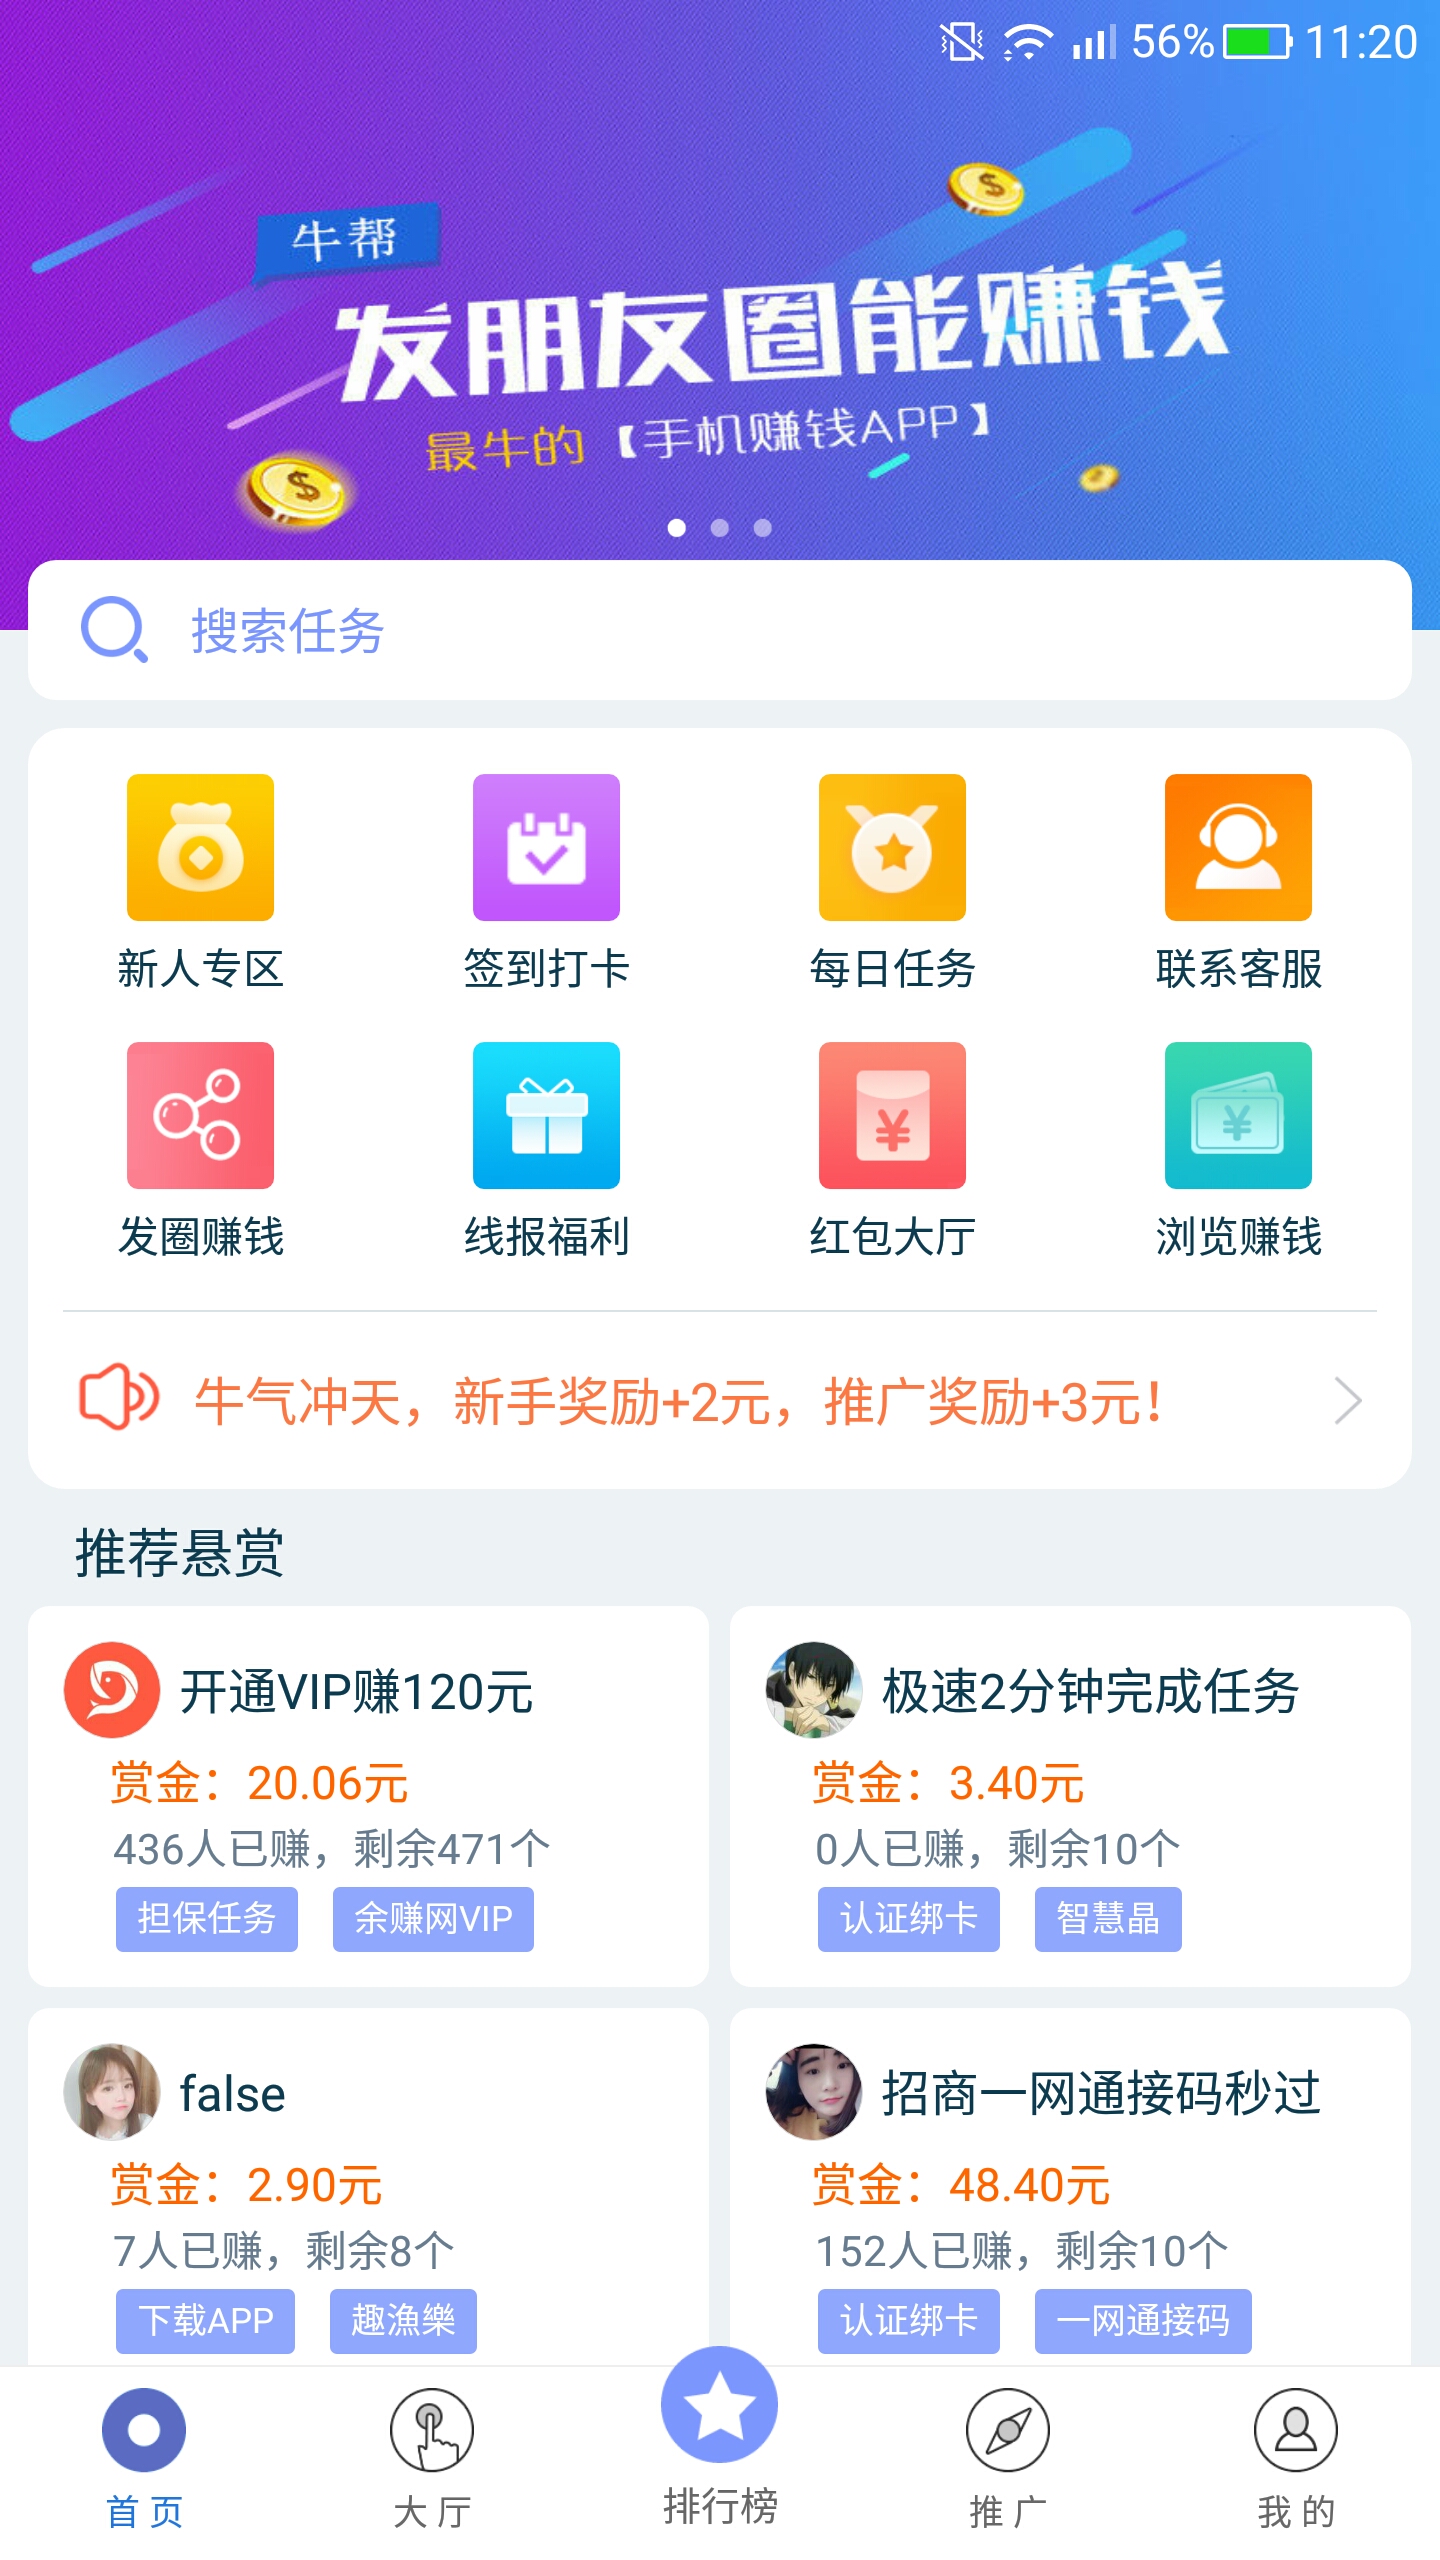 56% 11:20
牛帮
发朋友圈能赚钱
最牛的【手机赚钱APP】
搜索任务
新人专区 签到打卡 每日任务 联系客服
发圈赚钱 线报福利 红包大厅 浏览赚钱
牛气冲天，新手奖励+2元，推广奖励+3元！
推荐悬赏
开通VIP赚120元
赏金：20.06元
436人已赚，剩余471个
担保任务 余赚网VIP
极速2分钟完成任务
赏金：3.40元
0人已赚，剩余10个
认证绑卡 智慧晶
false
赏金：2.90元
7人已赚，剩余8个
下载APP 趣漁樂
招商一网通接码秒过
赏金：48.40元
152人已赚，剩余10个
认证绑卡 一网通接码
首页 大厅 排行榜 推广 我的